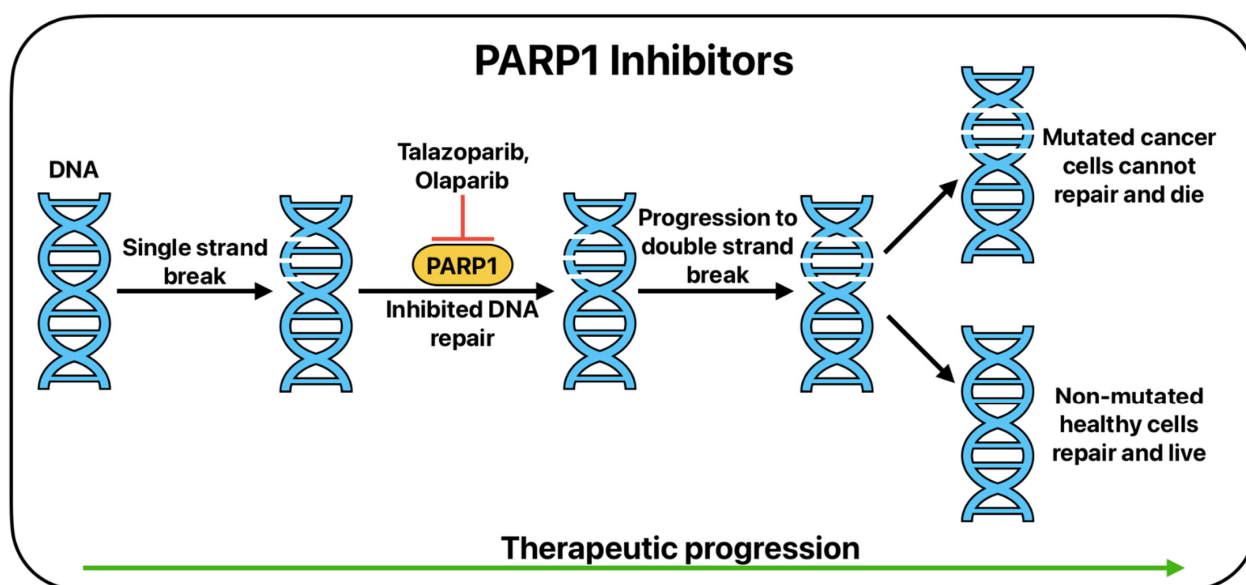 PARP1 Inhibitors
DNA
Single strand
break
Talazoparib,
Olaparib
PARP1
Inhibited DNA
repair
Progression to
double strand
break
Mutated cancer
cells cannot
repair and die
Non-mutated
healthy cells
repair and live
Therapeutic progression